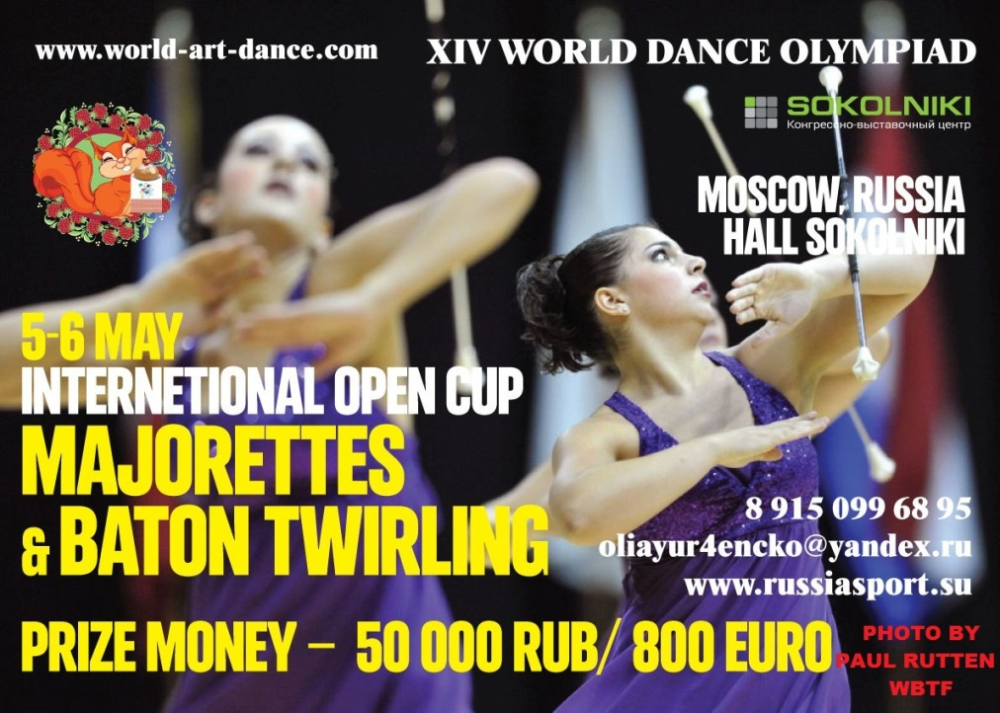 www.world-art-dance.com
XIV WORLD DANCE OLYMPIAD
SOKOLNIKI
Конгрессно-выставочный центр
MOSCOW, RUSSIA
HALL SOKOLNIKI
5-6 MAY
INTERNETIONAL OPEN CUP
MAJORETTES
& BATON TWIRLING
8 915 099 68 95
oliayur4encko@yandex.ru
www.russiasport.su
PRIZE MONEY – 50 000 RUB/ 800 EURO
PHOTO BY
PAUL RUTTEN
WBTF